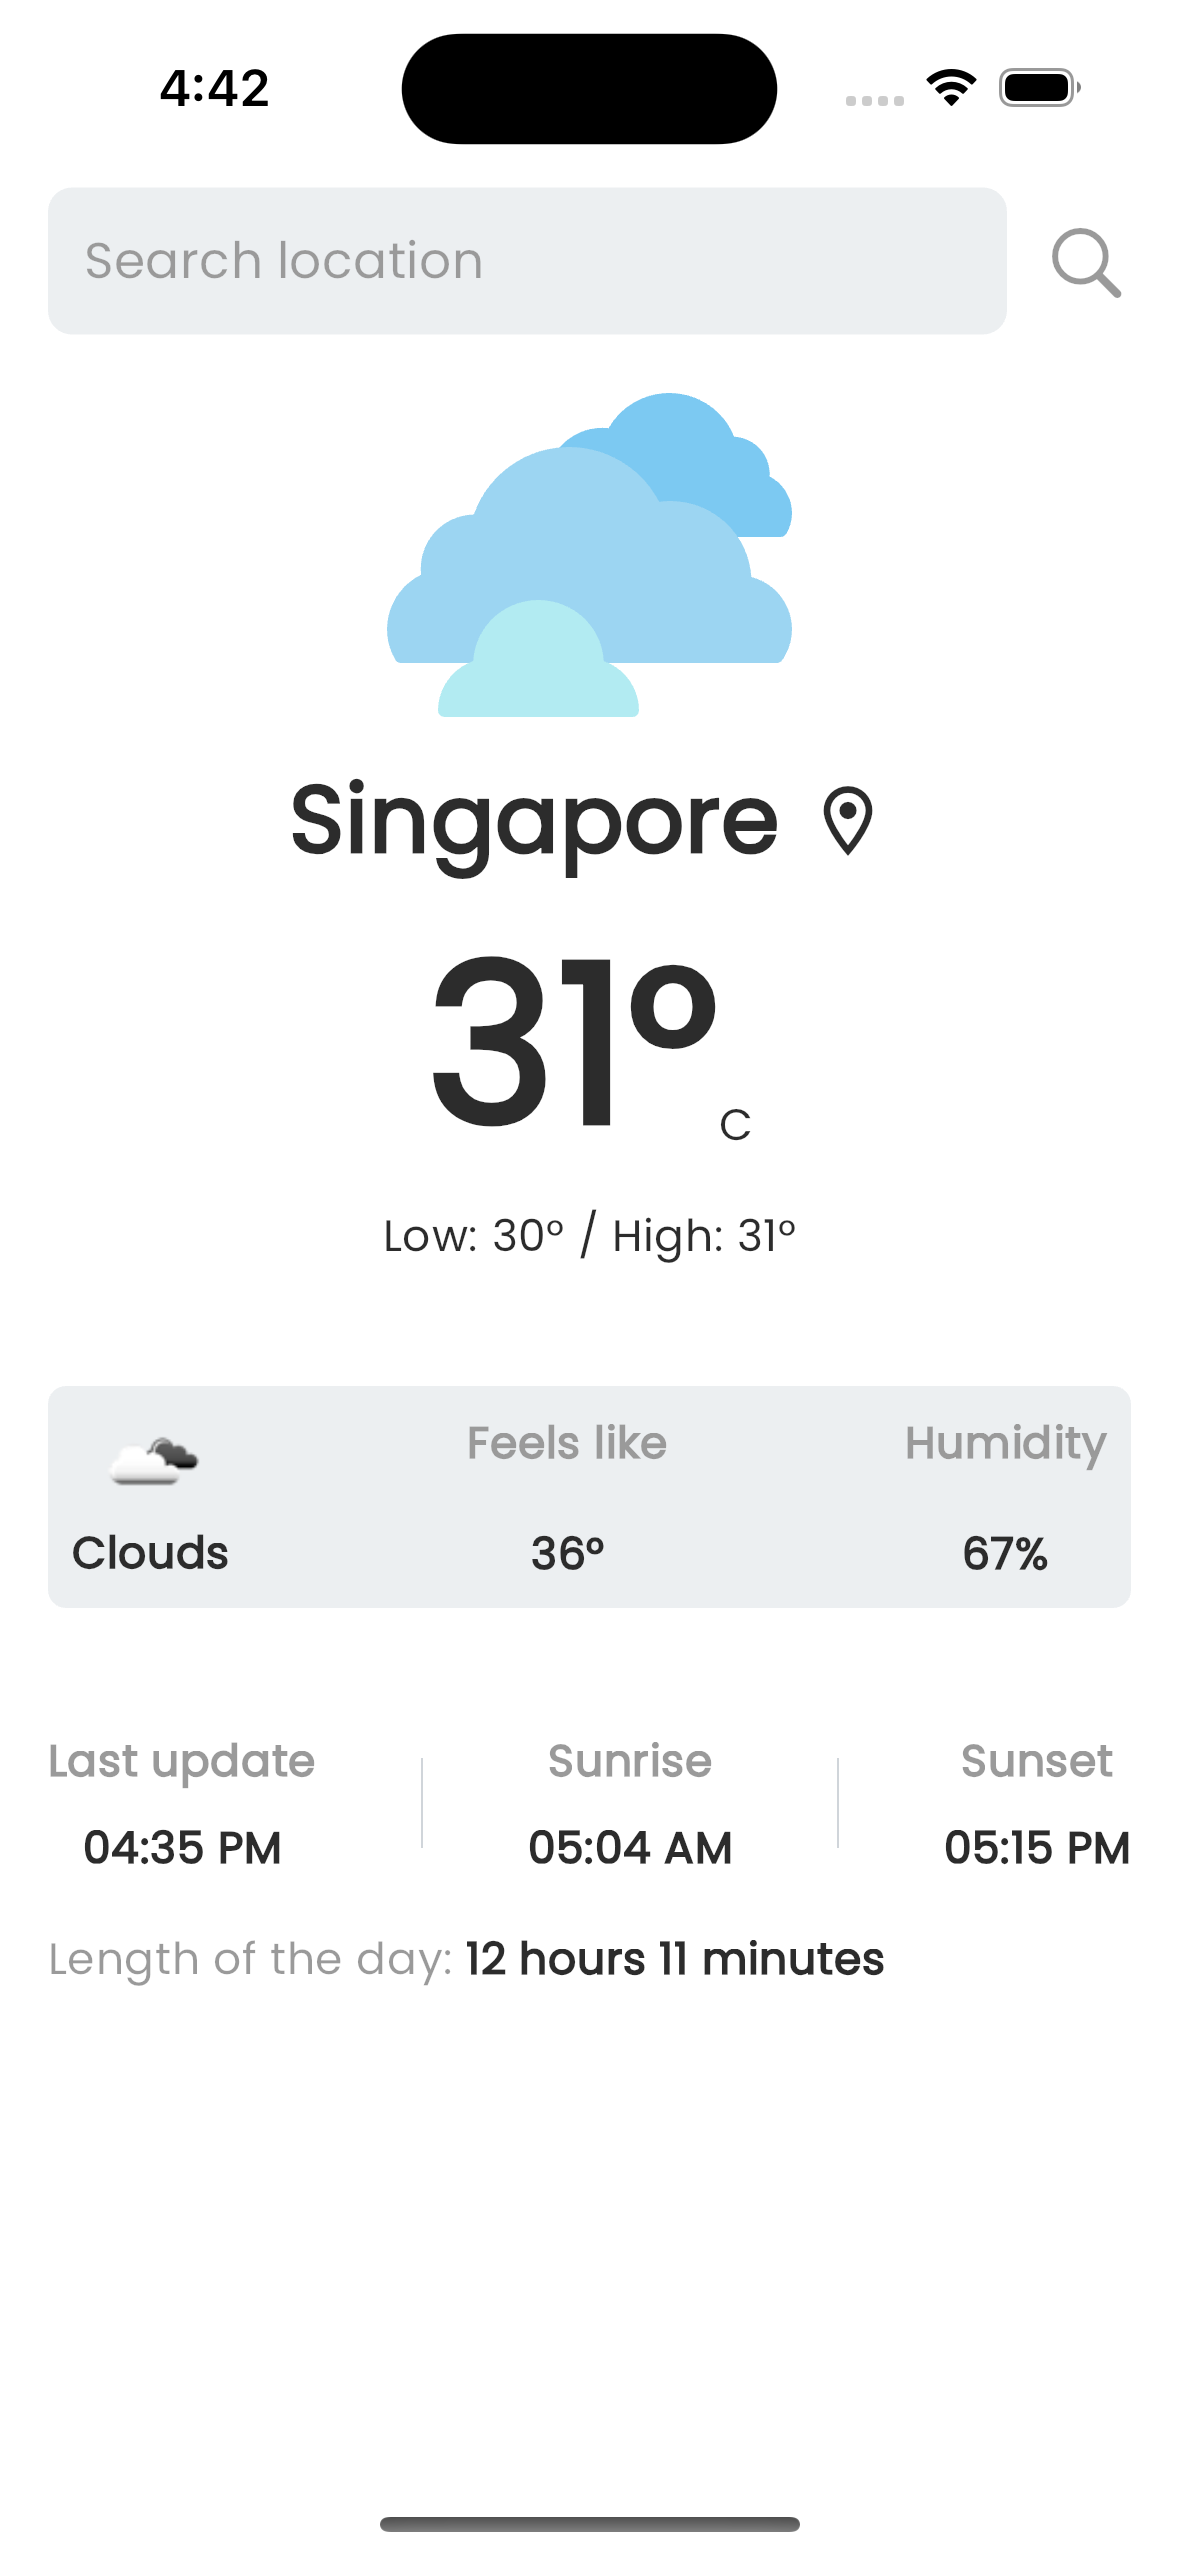 4:42
Search location
Singapore
31°
C
Low: 30° / High: 31°
Feels like
Humidity
Clouds
36°
67%
Last update
Sunrise
Sunset
04:35 PM
05:04 AM
05:15 PM
Length of the day: 12 hours 11 minutes